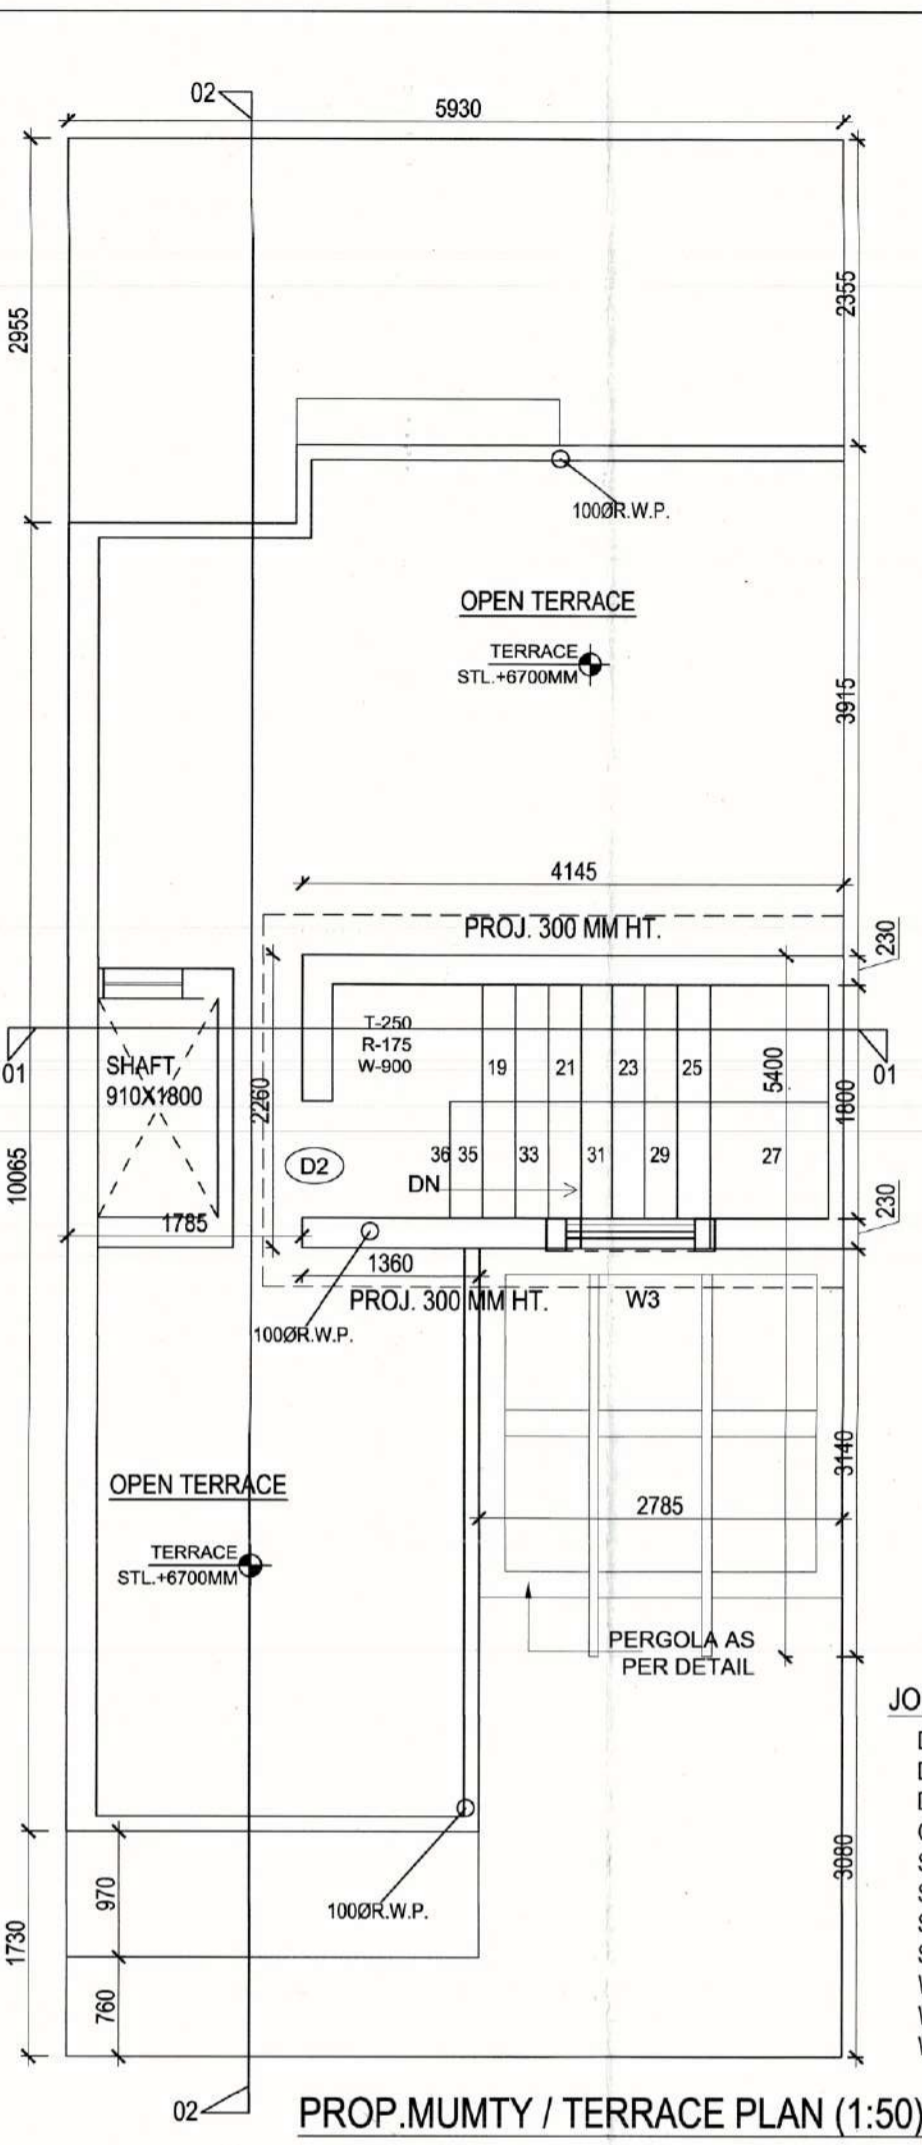 02
5930
2955
2355
100ØR.W.P.
OPEN TERRACE
TERRACE
STL.+6700MM
3915
4145
PROJ. 300 MM HT.
230
T-250
R-175
W-900
01
SHAFT
910X1800
2260
19 21 23 25
5400
1800
01
10065
D2
36 35 33 31 29 27
DN
1785
230
1360
PROJ. 300 MM HT.
W3
100ØR.W.P.
3140
OPEN TERRACE
2785
TERRACE
STL.+6700MM
PERGOLA AS
PER DETAIL
JO
3080
970
100ØR.W.P.
1730
760
02
PROP.MUMTY / TERRACE PLAN (1:50)